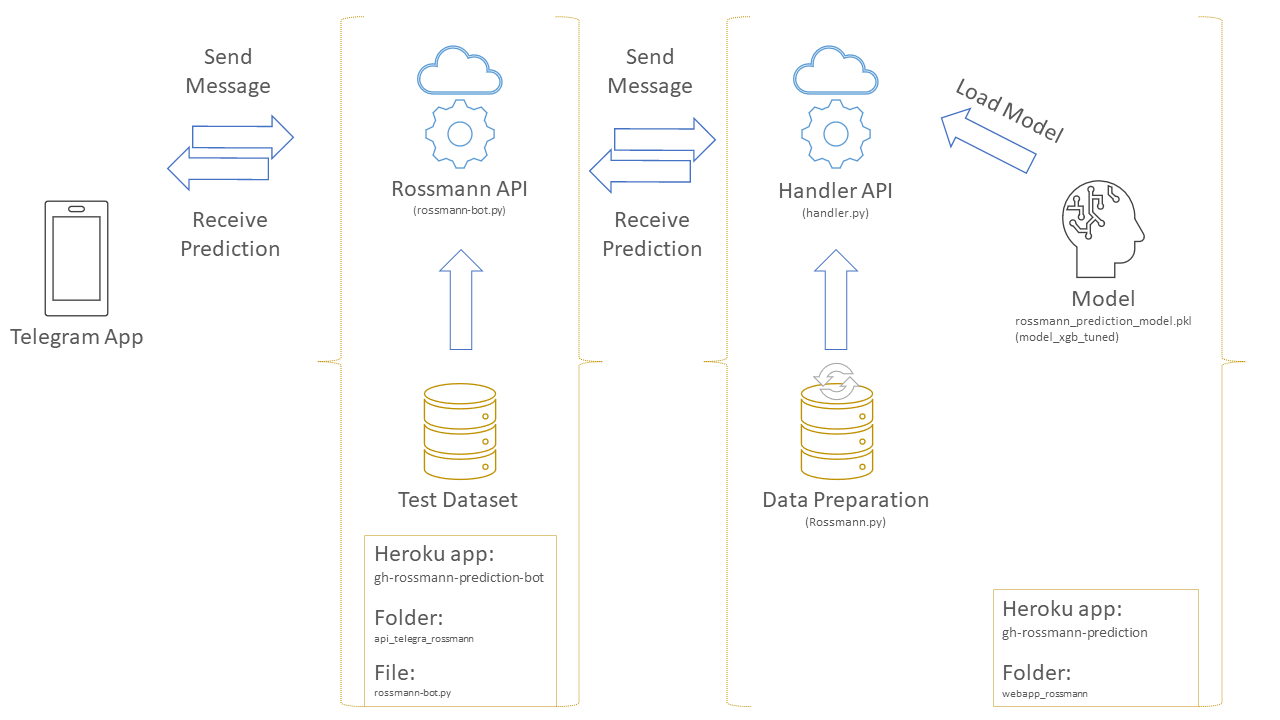 Send
Message
Receive
Prediction
Telegram App
Rossmann API
(rossmann-bot.py)
Test Dataset
Heroku app:
gh-rossmann-prediction-bot
Folder:
api_telegra_rossmann
File:
rossmann-bot.py
Send
Message
Receive
Prediction
Handler API
(handler.py)
Data Preparation
(Rossmann.py)
Load Model
Model
rossmann_prediction_model.pkl
(model_xgb_tuned)
Heroku app:
gh-rossmann-prediction
Folder:
webapp_rossmann